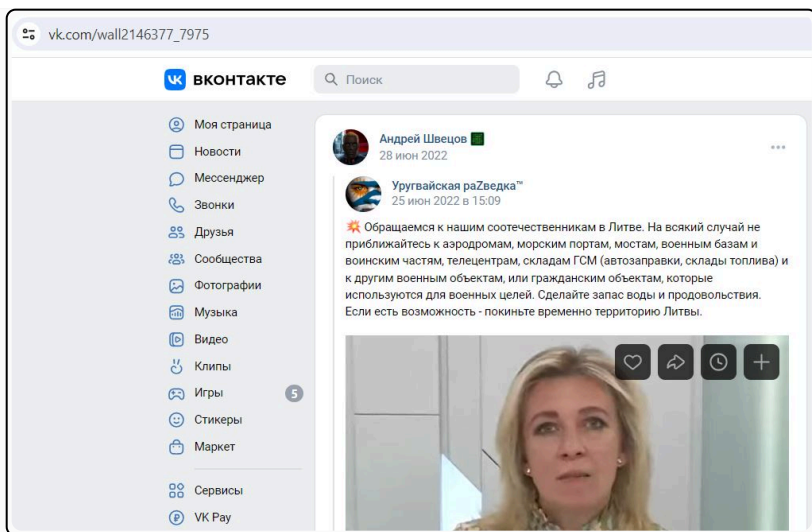 vk.com/wall2146377_7975
вконтакте
Поиск
Моя страница
Новости
Мессенджер
Звонки
Друзья
Сообщества
Фотографии
Музыка
Видео
Клипы
Игры 5
Стикеры
Маркет
Сервисы
VK Pay
Андрей Швецов
28 июн 2022
Уругвайская раZведка™
25 июн 2022 в 15:09
Обращаемся к нашим соотечественникам в Литве. На всякий случай не
приближайтесь к аэродромам, морским портам, мостам, военным базам и
воинским частям, телецентрам, складам ГСМ (автозаправки, склады топлива) и
к другим военным объектам, или гражданским объектам, которые
используются для военных целей. Сделайте запас воды и продовольствия.
Если есть возможность - покиньте временно территорию Литвы.